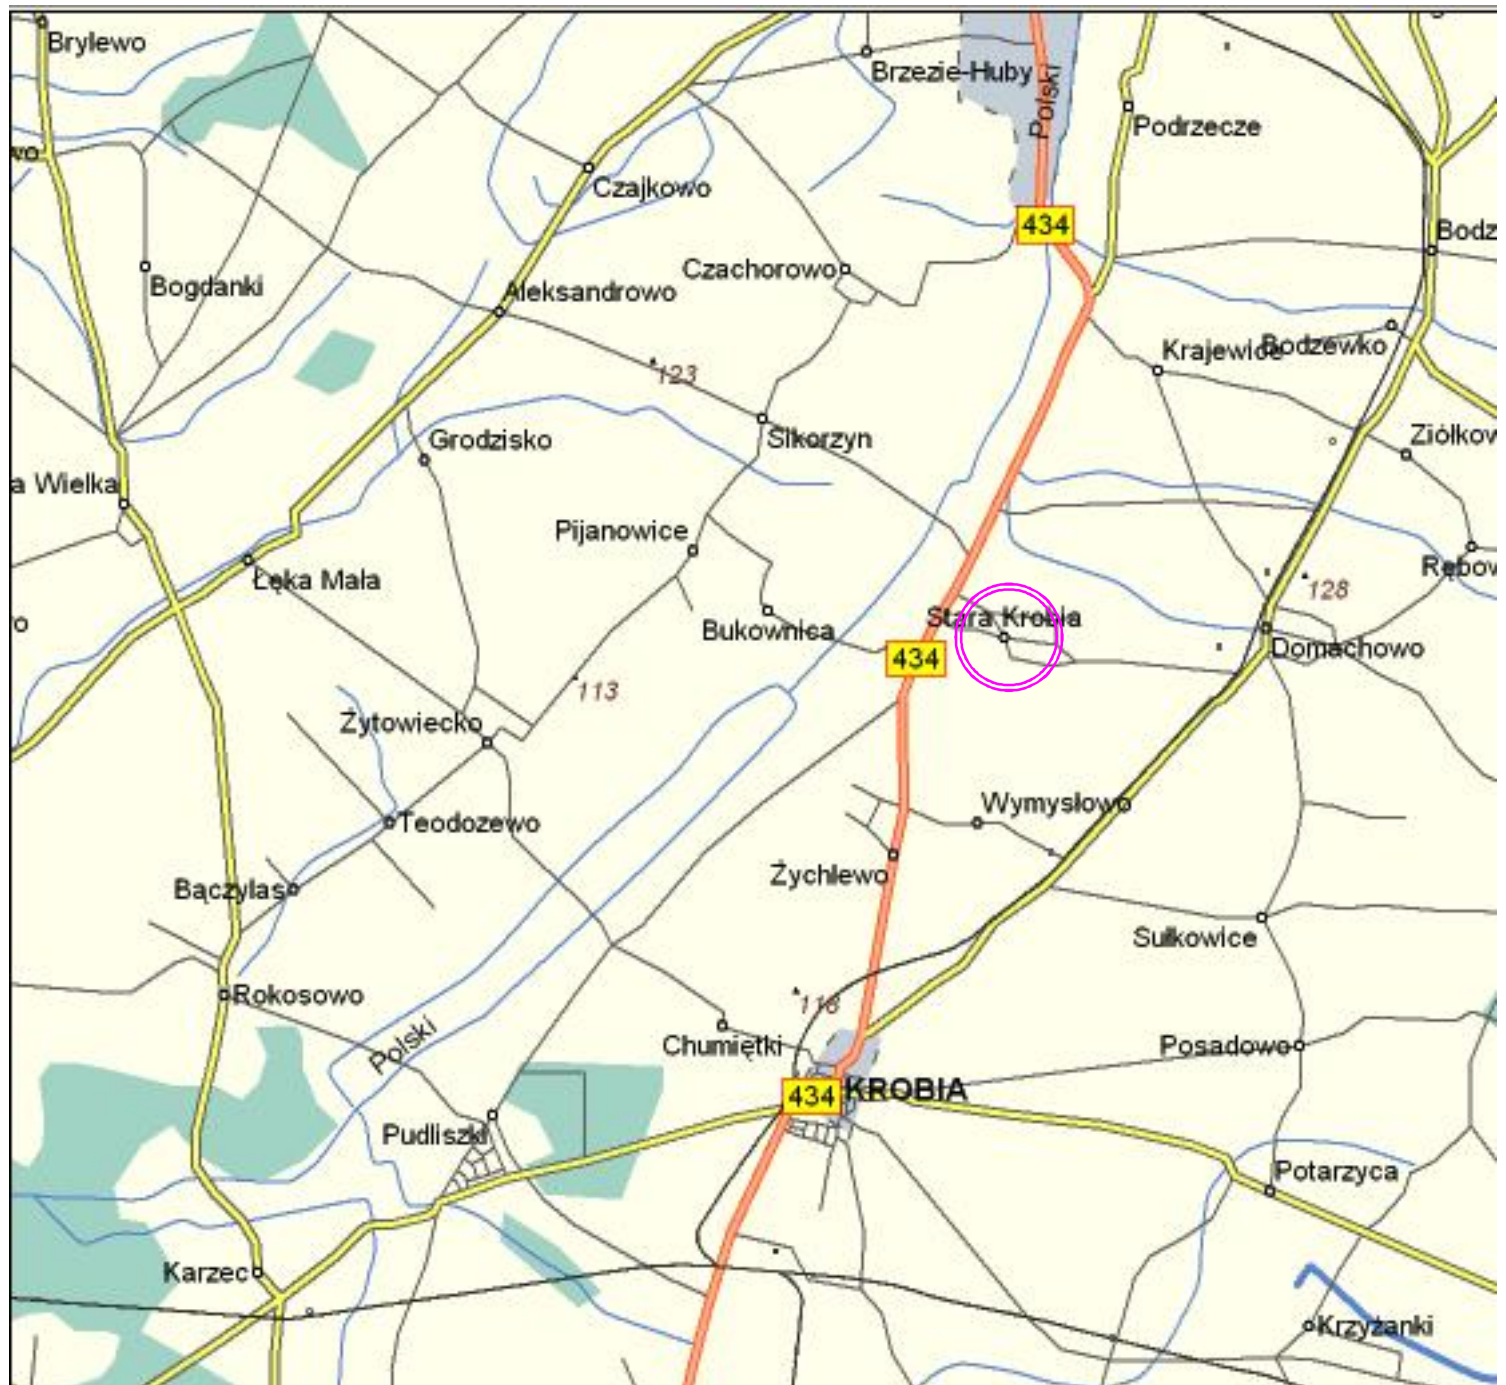 Brylewo
Brzezie-Huby
Polski
Podrzecze
wo
Czajkowo
434
Bodz
Czachorowo
Bogdanki
Aleksandrowo
Krajewice
Bodzewko
123
Grodzisko
Sikorzyn
Ziółkow
a Wielka
Pijanowice
Łęka Mała
Rębow
128
o
Bukownica
Stara Krobia
434
Domachowo
113
Żytowiecko
Teodozewo
Wymysłowo
Bączylas
Żychlewo
Sułkowice
Rokosowo
118
Polski
Chumiętki
Posadowo
434
KROBIA
Pudliszki
Potarzyca
Karzec
Krzyżanki